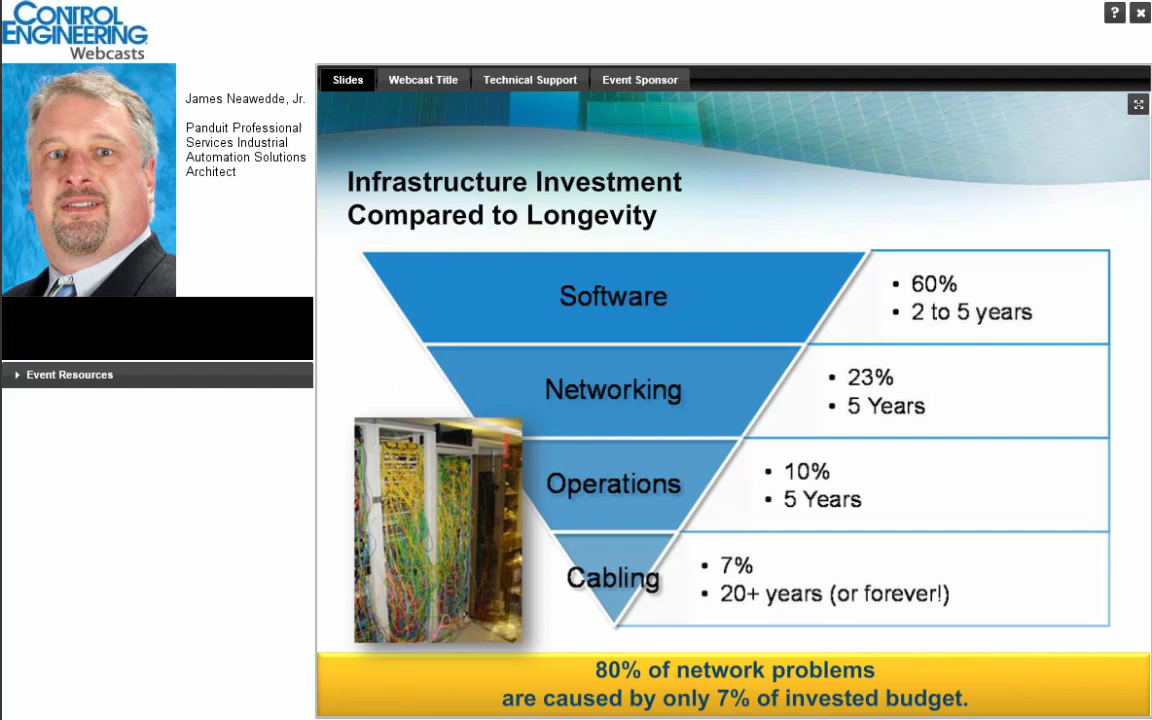 CONTROL
ENGINEERING
Webcasts
?
James Neawedde, Jr.
Panduit Professional
Services Industrial
Automation Solutions
Architect
Event Resources
Slides
Webcast Title
Technical Support
Event Sponsor
Infrastructure Investment
Compared to Longevity
Software
• 60%
• 2 to 5 years
Networking
• 23%
• 5 Years
Operations
• 10%
• 5 Years
Cabling
• 7%
• 20+ years (or forever!)
80% of network problems
are caused by only 7% of invested budget.